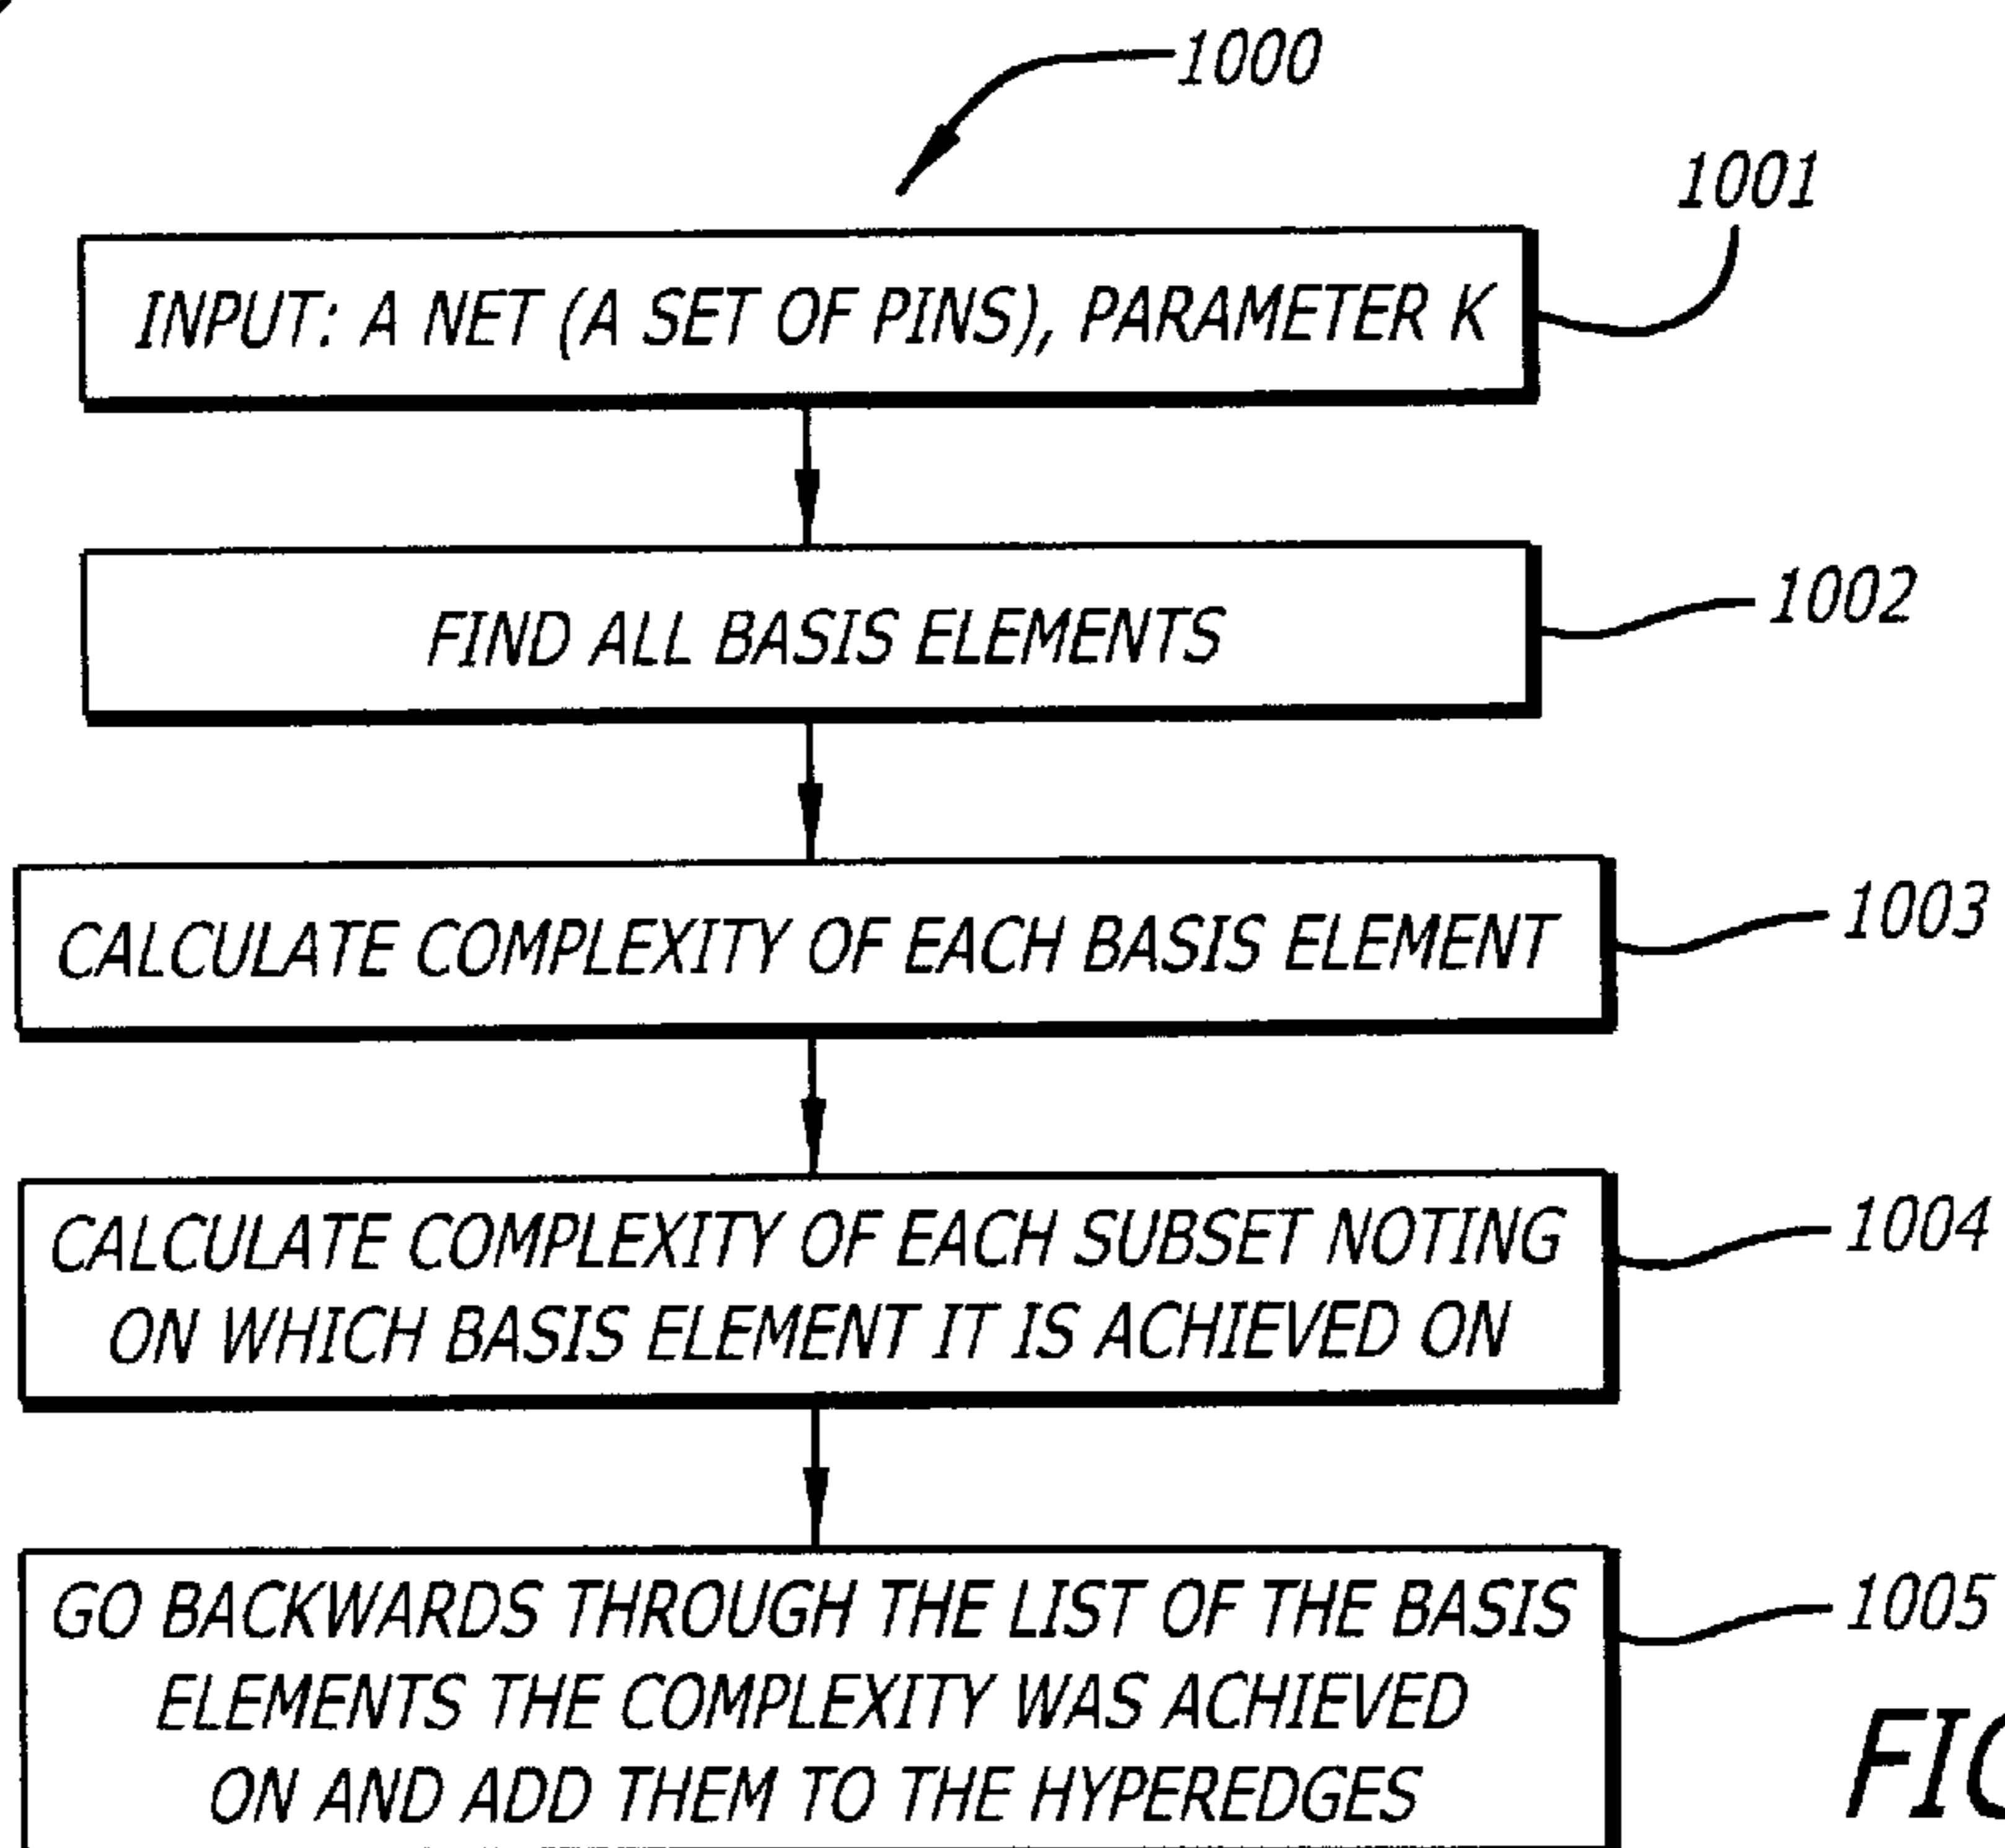 1000
1001
INPUT: A NET (A SET OF PINS), PARAMETER K
FIND ALL BASIS ELEMENTS
1002
CALCULATE COMPLEXITY OF EACH BASIS ELEMENT
1003
CALCULATE COMPLEXITY OF EACH SUBSET NOTING
ON WHICH BASIS ELEMENT IT IS ACHIEVED ON
1004
GO BACKWARDS THROUGH THE LIST OF THE BASIS
ELEMENTS THE COMPLEXITY WAS ACHIEVED
ON AND ADD THEM TO THE HYPEREDGES
1005